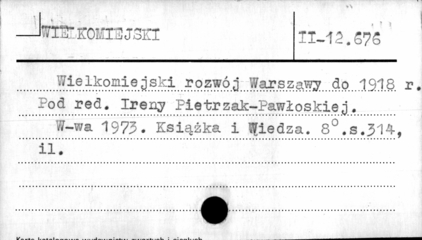 WIELKOMIEJSKI
II-12.676
Wielkomiejski rozwój Warszawy do 1918 r.
Pod red. Ireny Pietrzak-Pawłoskiej.
W-wa 1973. Książka i Wiedza. 8°.s.314,
il.